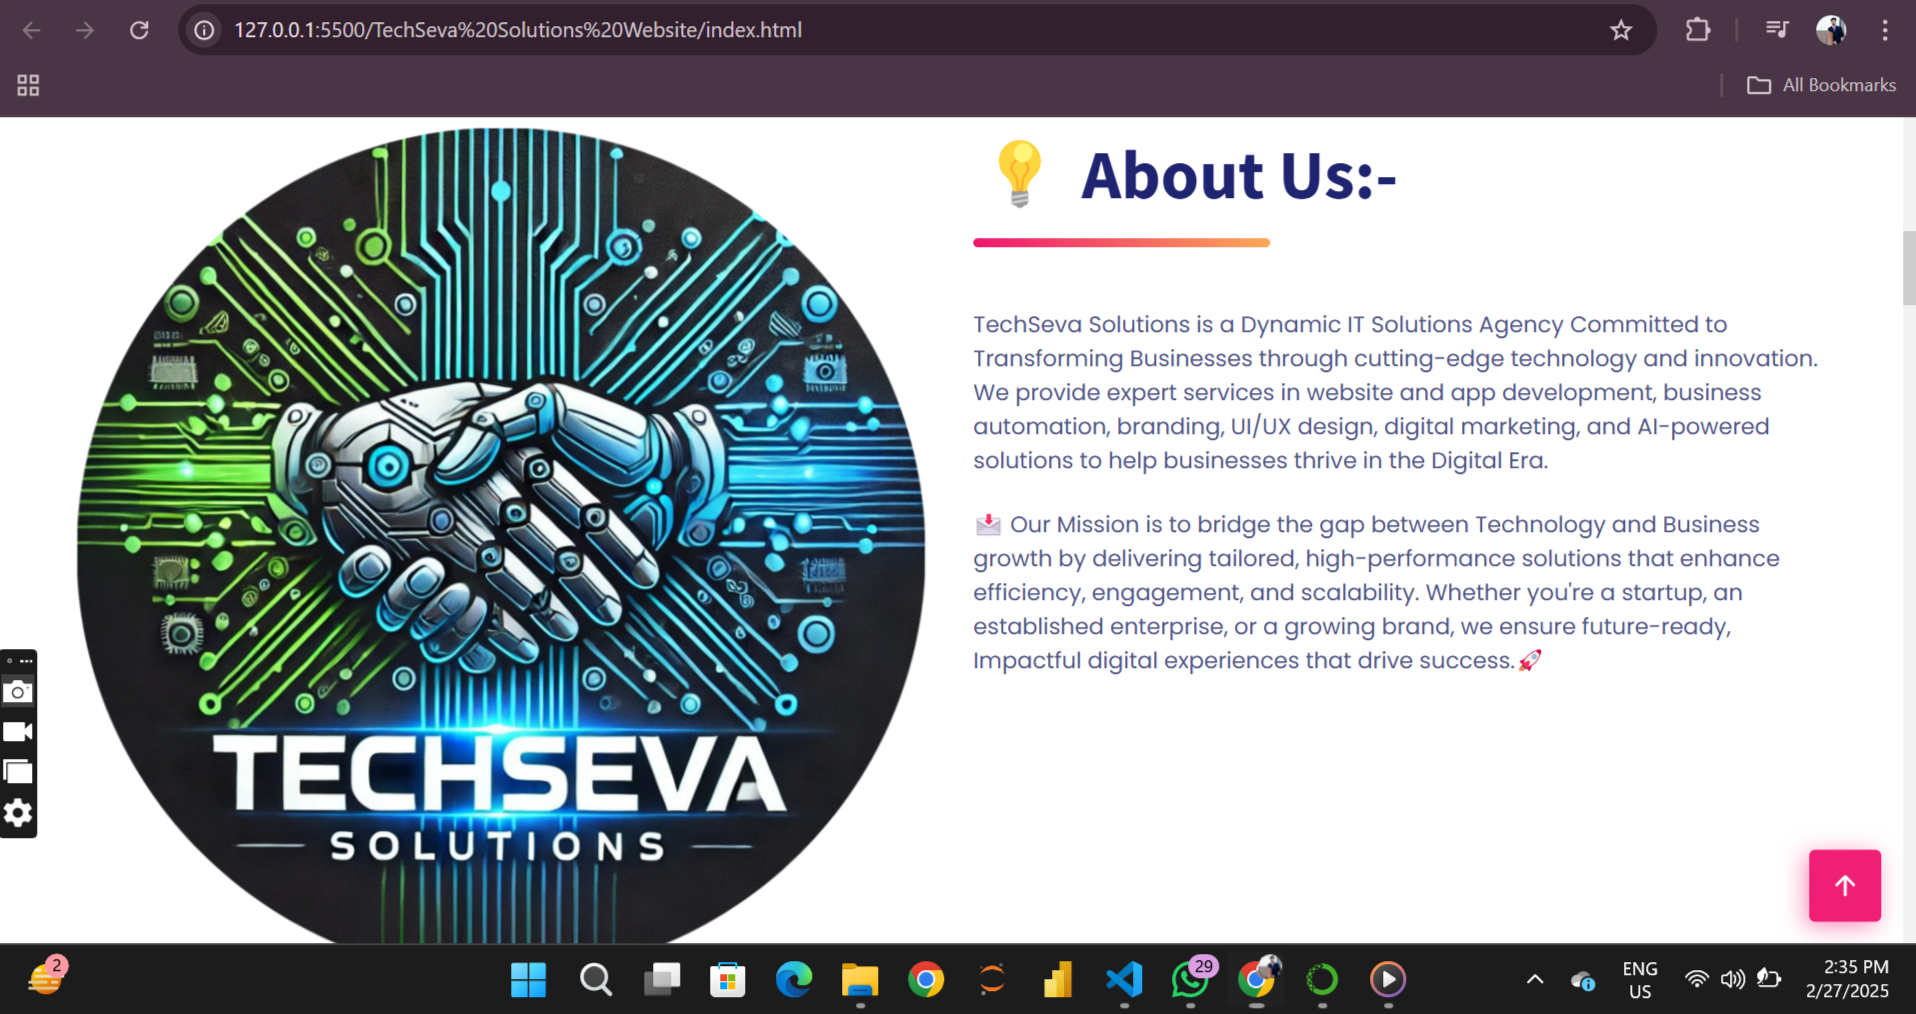 127.0.0.1:5500/TechSeva%20Solutions%20Website/index.html
All Bookmarks
TECHSEVA
SOLUTIONS
About Us:-
TechSeva Solutions is a Dynamic IT Solutions Agency Committed to
Transforming Businesses through cutting-edge technology and innovation.
We provide expert services in website and app development, business
automation, branding, UI/UX design, digital marketing, and AI-powered
solutions to help businesses thrive in the Digital Era.
📩 Our Mission is to bridge the gap between Technology and Business
growth by delivering tailored, high-performance solutions that enhance
efficiency, engagement, and scalability. Whether you're a startup, an
established enterprise, or a growing brand, we ensure future-ready,
Impactful digital experiences that drive success.🚀
2
29
ENG
US
2:35 PM
2/27/2025